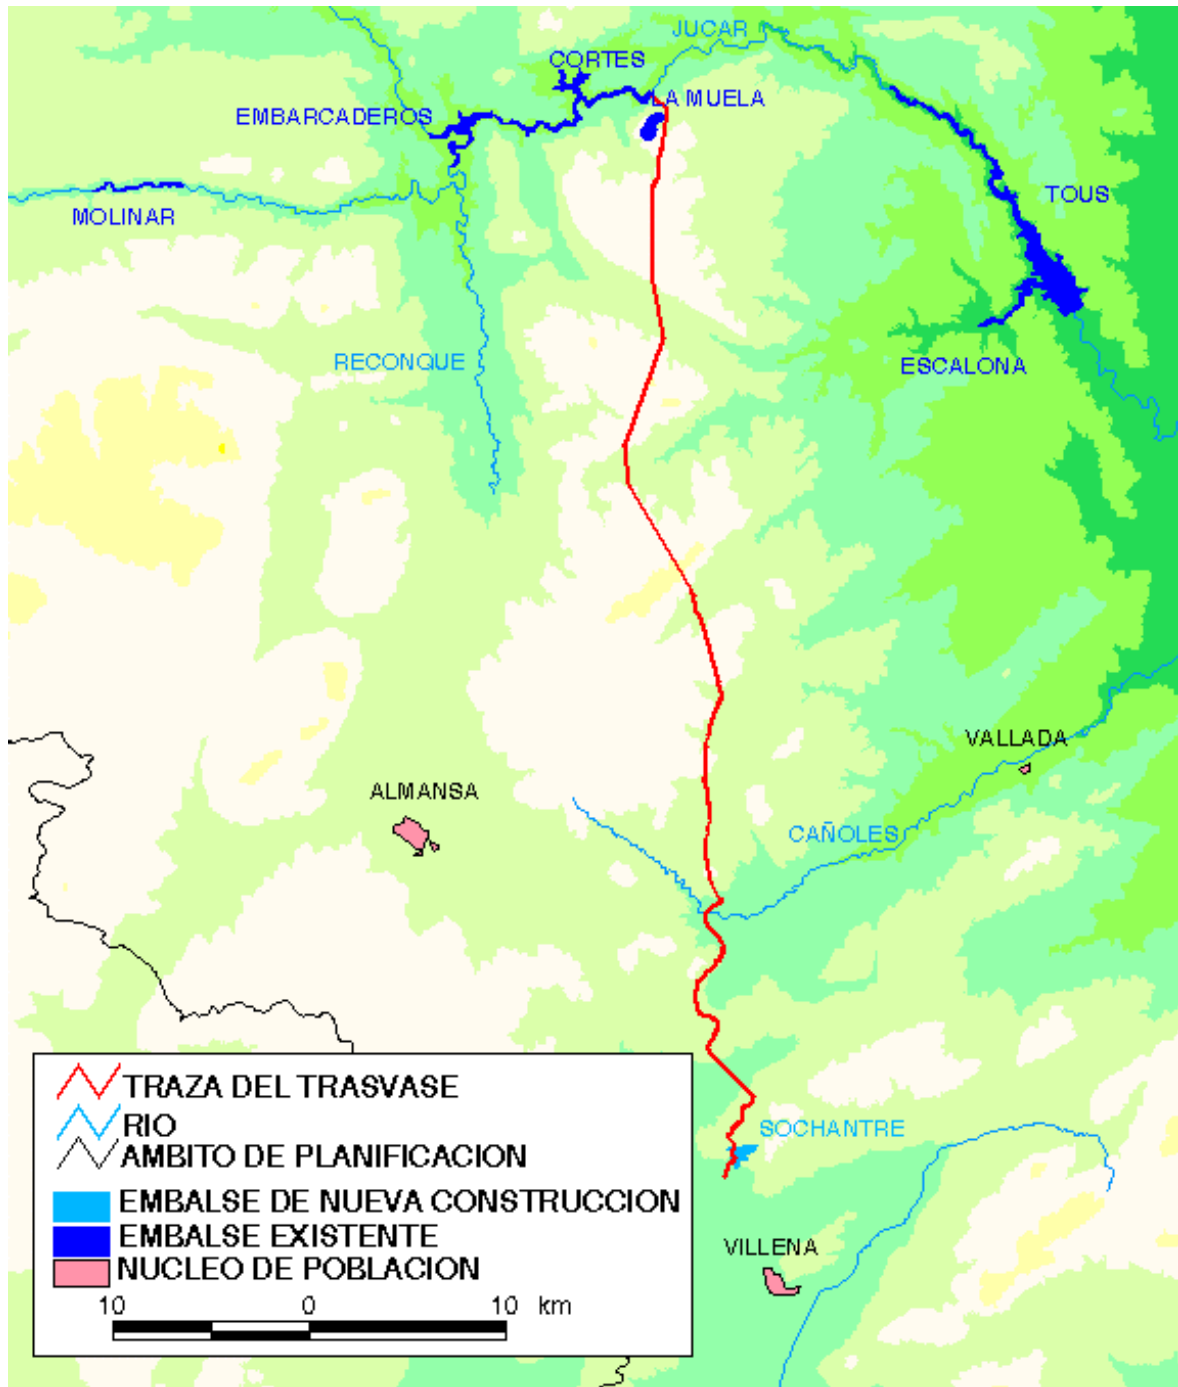 JUCAR
CORTES
LA MUELA
EMBARCADEROS
TOUS
MOLINAR
RECONQUE
ESCALONA
VALLADA
ALMANSA
CAÑOLES
TRAZA DEL TRASVASE
RIO
AMBITO DE PLANIFICACION
SOCHANTRE
EMBALSE DE NUEVA CONSTRUCCION
EMBALSE EXISTENTE
VILLENA
NUCLEO DE POBLACION
10 0 10 km